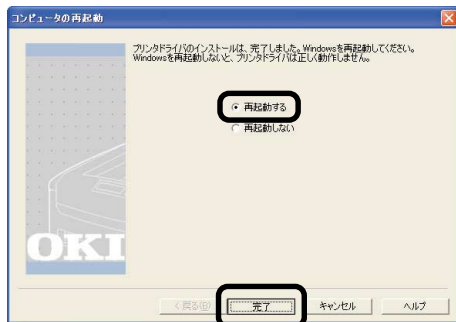 コンピュータの再起動
プリンタドライバのインストールは、完了しました。Windowsを再起動してください。
Windowsを再起動しないと、プリンタドライバは正しく動作しません。
再起動する
再起動しない
OKI
< 戻る(B)
完了
キャンセル
ヘルプ